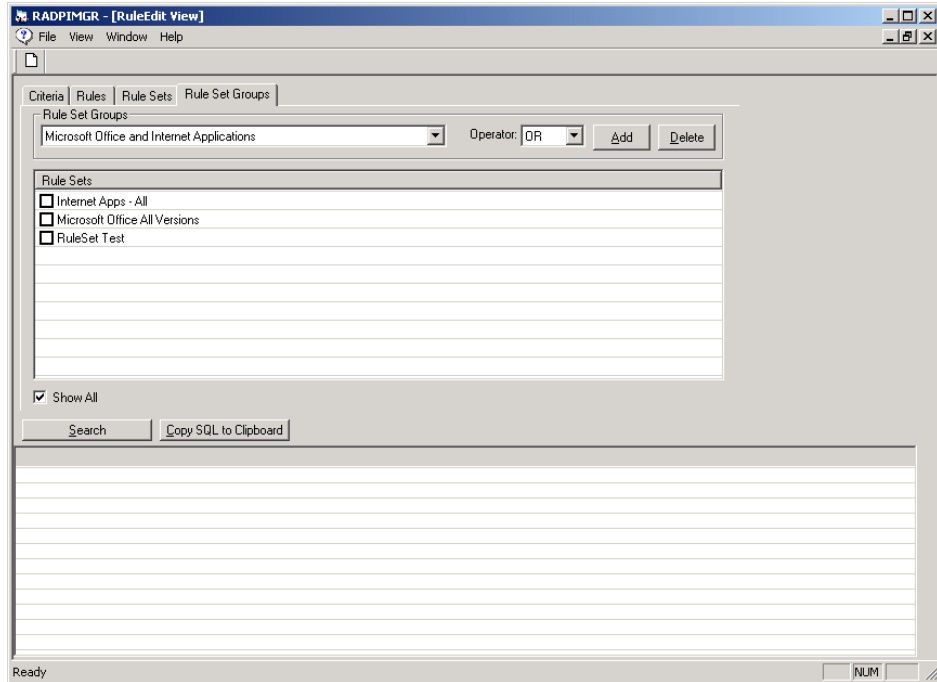 RADPIMGR - [RuleEdit View]
File View Window Help
Criteria Rules Rule Sets Rule Set Groups
Rule Set Groups
Microsoft Office and Internet Applications Operator: OR Add Delete
Rule Sets
Internet Apps - All
Microsoft Office All Versions
RuleSet Test
Show All
Search Copy SQL to Clipboard
Ready NUM